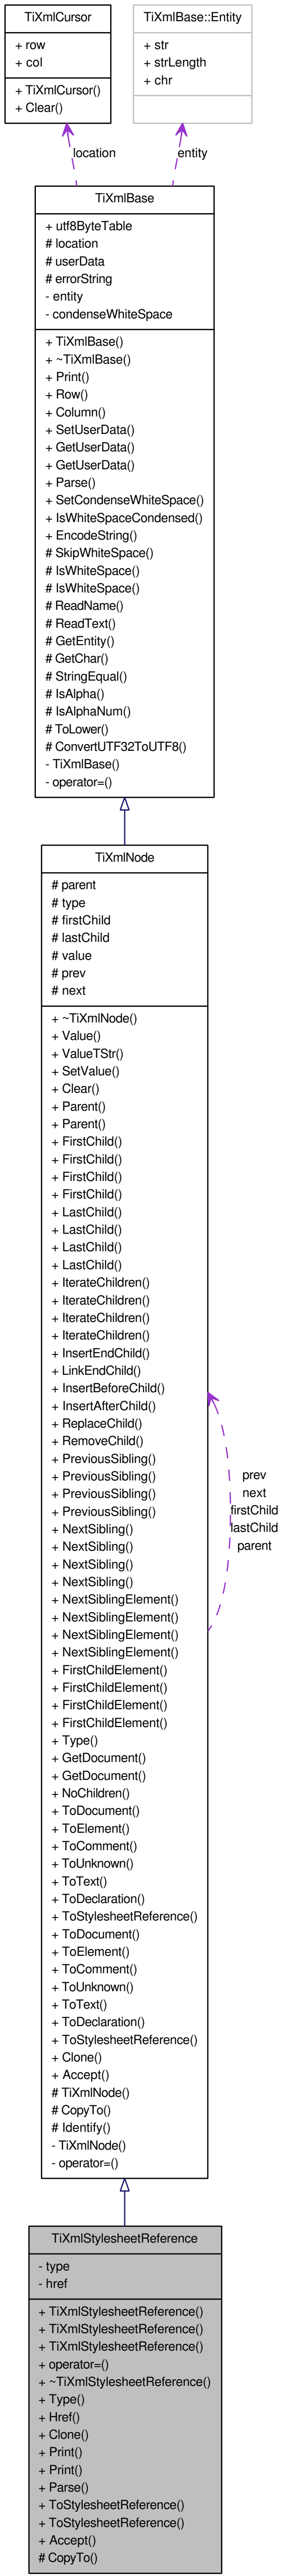 TiXmlCursor
+ row
+ col
+ TiXmlCursor()
+ Clear()
TiXmlBase::Entity
+ str
+ strLength
+ chr
location
entity
TiXmlBase
+ utf8ByteTable
# location
# userData
# errorString
- entity
- condenseWhiteSpace
+ TiXmlBase()
+ ~TiXmlBase()
+ Print()
+ Row()
+ Column()
+ SetUserData()
+ GetUserData()
+ GetUserData()
+ Parse()
+ SetCondenseWhiteSpace()
+ IsWhiteSpaceCondensed()
+ EncodeString()
# SkipWhiteSpace()
# IsWhiteSpace()
# IsWhiteSpace()
# ReadName()
# ReadText()
# GetEntity()
# GetChar()
# StringEqual()
# IsAlpha()
# IsAlphaNum()
# ToLower()
# ConvertUTF32ToUTF8()
- TiXmlBase()
- operator=()
TiXmlNode
# parent
# type
# firstChild
# lastChild
# value
# prev
# next
+ ~TiXmlNode()
+ Value()
+ ValueTStr()
+ SetValue()
+ Clear()
+ Parent()
+ Parent()
+ FirstChild()
+ FirstChild()
+ FirstChild()
+ FirstChild()
+ LastChild()
+ LastChild()
+ LastChild()
+ LastChild()
+ IterateChildren()
+ IterateChildren()
+ IterateChildren()
+ IterateChildren()
+ InsertEndChild()
+ LinkEndChild()
+ InsertBeforeChild()
+ InsertAfterChild()
+ ReplaceChild()
+ RemoveChild()
+ PreviousSibling()
+ PreviousSibling()
+ PreviousSibling()
+ PreviousSibling()
+ NextSibling()
+ NextSibling()
+ NextSibling()
+ NextSibling()
+ NextSiblingElement()
+ NextSiblingElement()
+ NextSiblingElement()
+ NextSiblingElement()
+ FirstChildElement()
+ FirstChildElement()
+ FirstChildElement()
+ FirstChildElement()
+ Type()
+ GetDocument()
+ GetDocument()
+ NoChildren()
+ ToDocument()
+ ToElement()
+ ToComment()
+ ToUnknown()
+ ToText()
+ ToDeclaration()
+ ToStylesheetReference()
+ ToDocument()
+ ToElement()
+ ToComment()
+ ToUnknown()
+ ToText()
+ ToDeclaration()
+ ToStylesheetReference()
+ Clone()
+ Accept()
# TiXmlNode()
# CopyTo()
# Identify()
- TiXmlNode()
- operator=()
prev
next
firstChild
lastChild
parent
TiXmlStylesheetReference
- type
- href
+ TiXmlStylesheetReference()
+ TiXmlStylesheetReference()
+ TiXmlStylesheetReference()
+ operator=()
+ ~TiXmlStylesheetReference()
+ Type()
+ Href()
+ Clone()
+ Print()
+ Print()
+ Parse()
+ ToStylesheetReference()
+ ToStylesheetReference()
+ Accept()
# CopyTo()